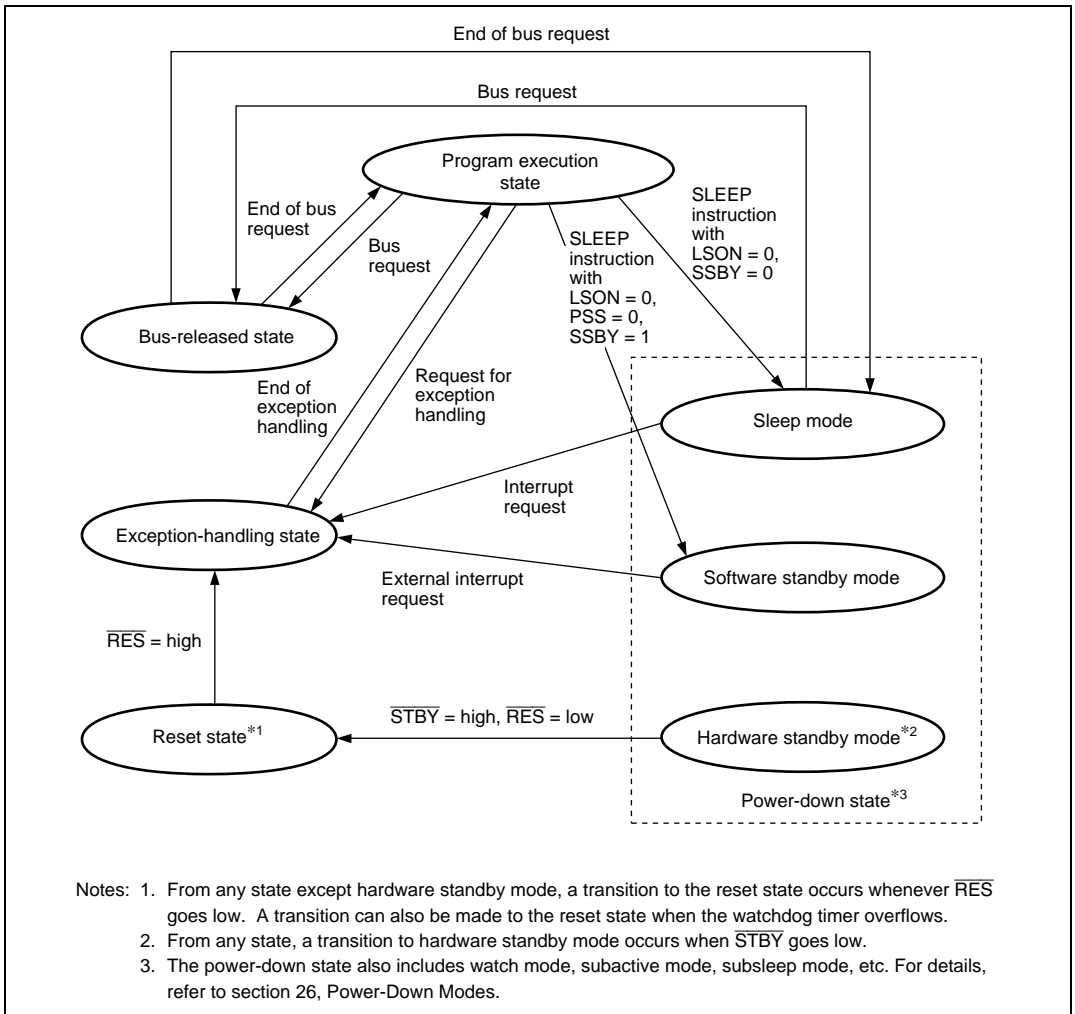 End of bus request
Bus request
Program execution
state
End of bus
request
Bus
request
SLEEP
instruction
with
LSON = 0,
PSS = 0,
SSBY = 1
SLEEP
instruction
with
LSON = 0,
SSBY = 0
Bus-released state
End of
exception
handling
Request for
exception
handling
Sleep mode
Interrupt
request
Exception-handling state
External interrupt
request
Software standby mode
R̅E̅S̅ = high
Reset state*1
S̅T̅B̅Y̅ = high, R̅E̅S̅ = low
Hardware standby mode*2
Power-down state*3
Notes: 1. From any state except hardware standby mode, a transition to the reset state occurs whenever R̅E̅S̅
goes low. A transition can also be made to the reset state when the watchdog timer overflows.
2. From any state, a transition to hardware standby mode occurs when S̅T̅B̅Y̅ goes low.
3. The power-down state also includes watch mode, subactive mode, subsleep mode, etc. For details,
refer to section 26, Power-Down Modes.